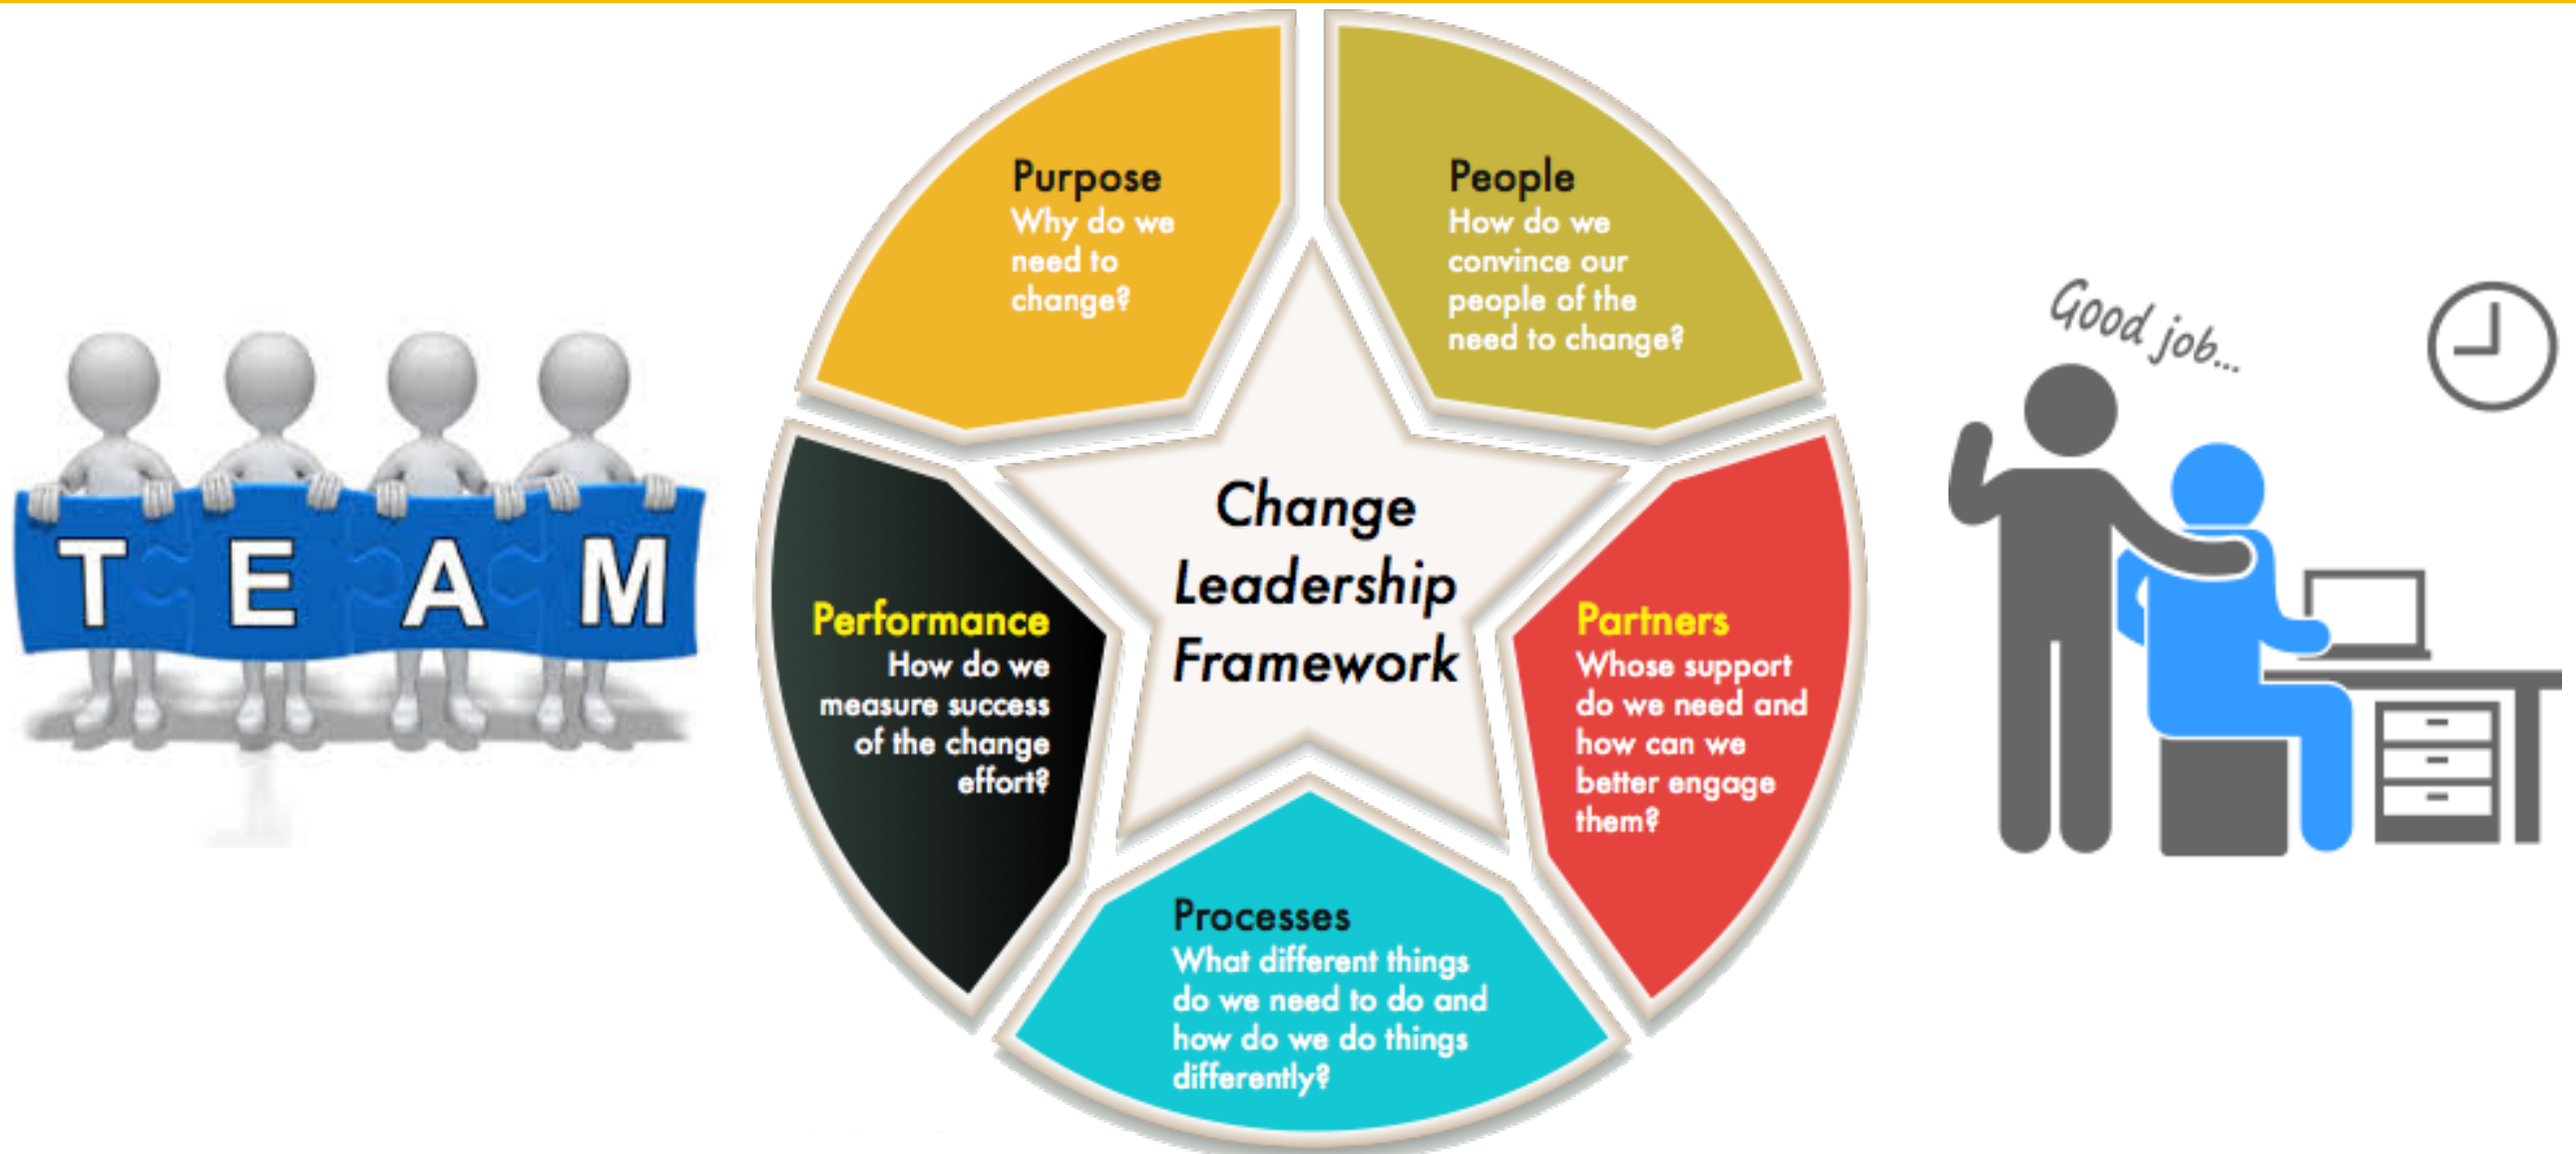 TEAM
Purpose
Why do we
need to
change?
People
How do we
convince our
people of the
need to change?
Change
Leadership
Framework
Performance
How do we
measure success
of the change
effort?
Partners
Whose support
do we need and
how can we
better engage
them?
Processes
What different things
do we need to do and
how do we do things
differently?
Good job...